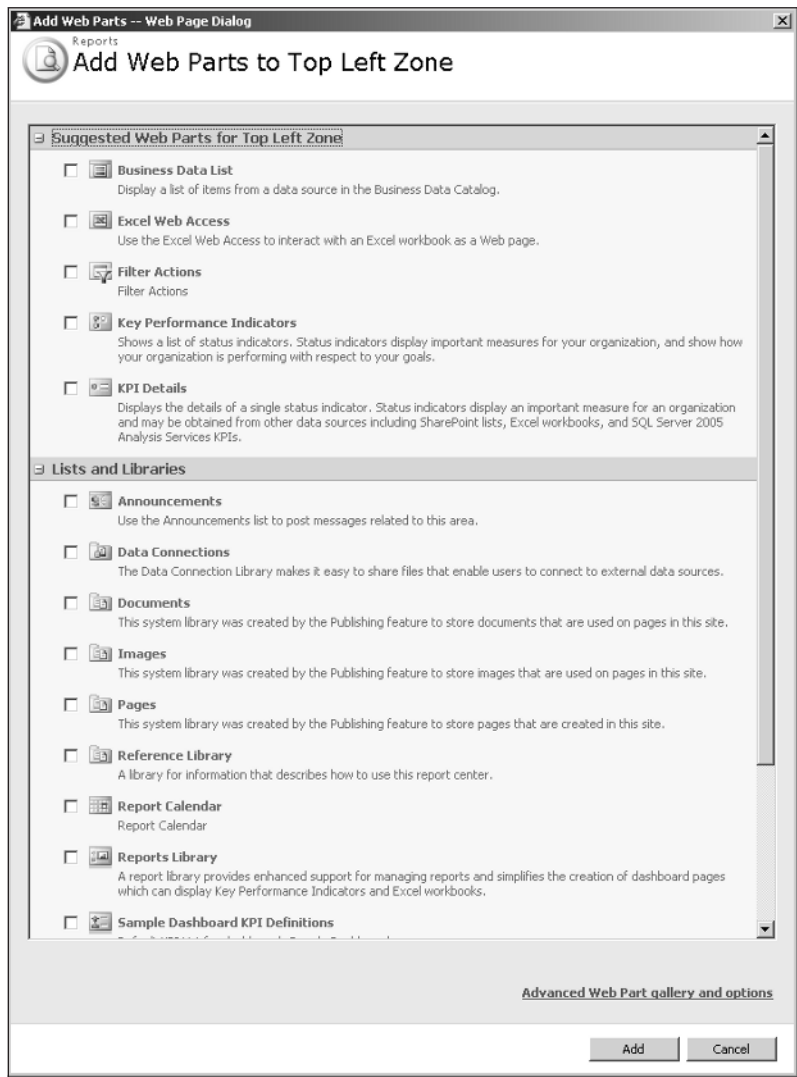 Add Web Parts -- Web Page Dialog
Reports
Add Web Parts to Top Left Zone
Suggested Web Parts for Top Left Zone
Business Data List
Display a list of items from a data source in the Business Data Catalog.
Excel Web Access
Use the Excel Web Access to interact with an Excel workbook as a Web page.
Filter Actions
Filter Actions
Key Performance Indicators
Shows a list of status indicators. Status indicators display important measures for your organization, and show how
your organization is performing with respect to your goals.
KPI Details
Displays the details of a single status indicator. Status indicators display an important measure for an organization
and may be obtained from other data sources including SharePoint lists, Excel workbooks, and SQL Server 2005
Analysis Services KPIs.
Lists and Libraries
Announcements
Use the Announcements list to post messages related to this area.
Data Connections
The Data Connection Library makes it easy to share files that enable users to connect to external data sources.
Documents
This system library was created by the Publishing feature to store documents that are used on pages in this site.
Images
This system library was created by the Publishing feature to store images that are used on pages in this site.
Pages
This system library was created by the Publishing feature to store pages that are created in this site.
Reference Library
A library for information that describes how to use this report center.
Report Calendar
Report Calendar
Reports Library
A report library provides enhanced support for managing reports and simplifies the creation of dashboard pages
which can display Key Performance Indicators and Excel workbooks.
Sample Dashboard KPI Definitions
Advanced Web Part gallery and options
Add
Cancel